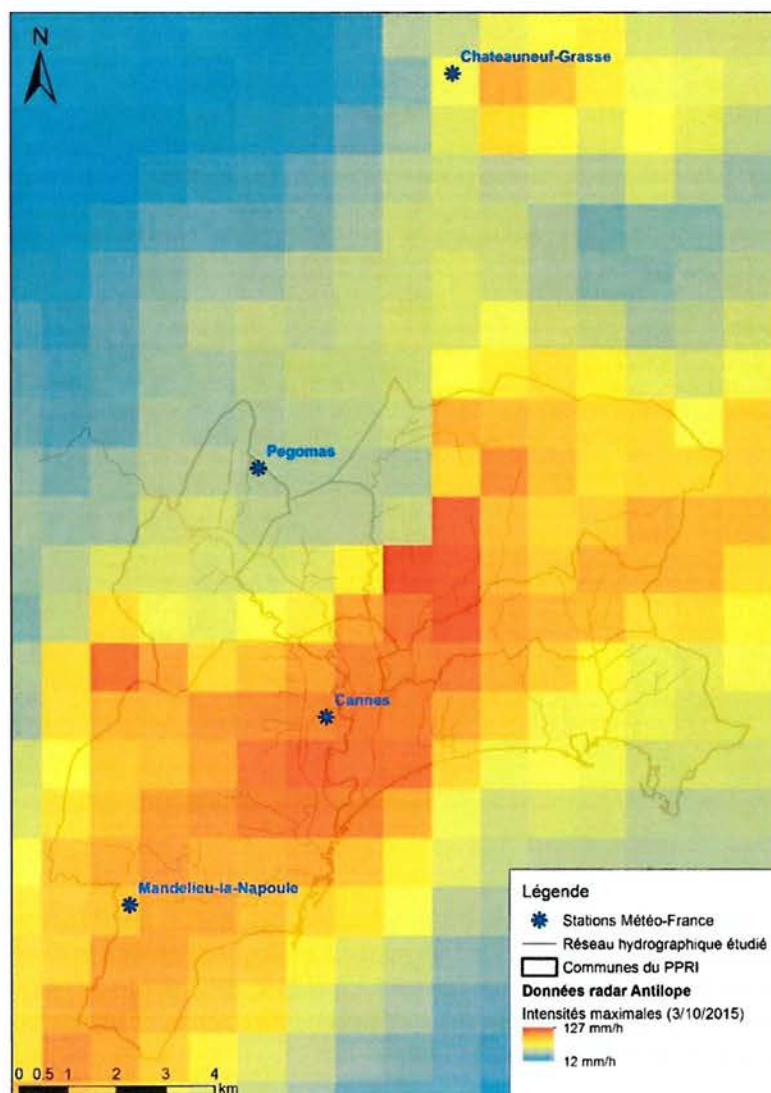 N
Chateauneuf-Grasse
Pegomas
Cannes
Mandelieu-la-Napoule
Légende
Stations Météo-France
Réseau hydrographique étudié
Communes du PPRI
Données radar Antilope
Intensités maximales (3/10/2015)
127 mm/h
12 mm/h
0 0.5 1 2 3 4
km